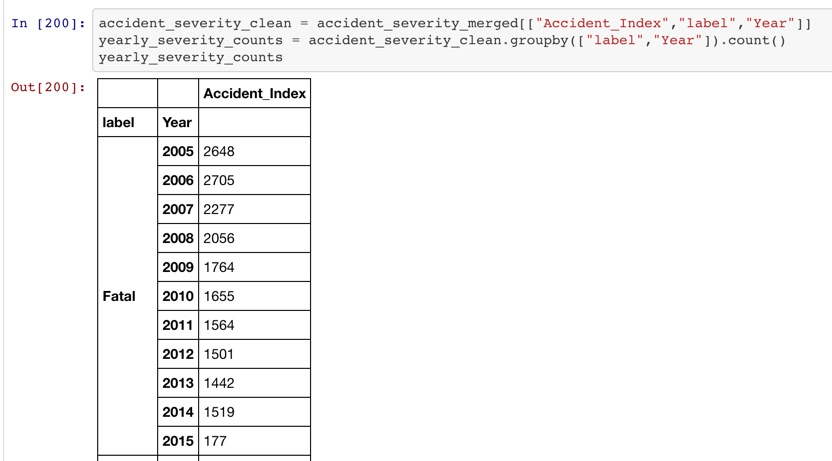 In [200]: accident_severity_clean = accident_severity_merged[["Accident_Index","label","Year"]]
yearly_severity_counts = accident_severity_clean.groupby(["label","Year"]).count()
yearly_severity_counts
Out[200]:
Accident_Index
label Year
2005 2648
2006 2705
2007 2277
2008 2056
2009 1764
Fatal 2010 1655
2011 1564
2012 1501
2013 1442
2014 1519
2015 177